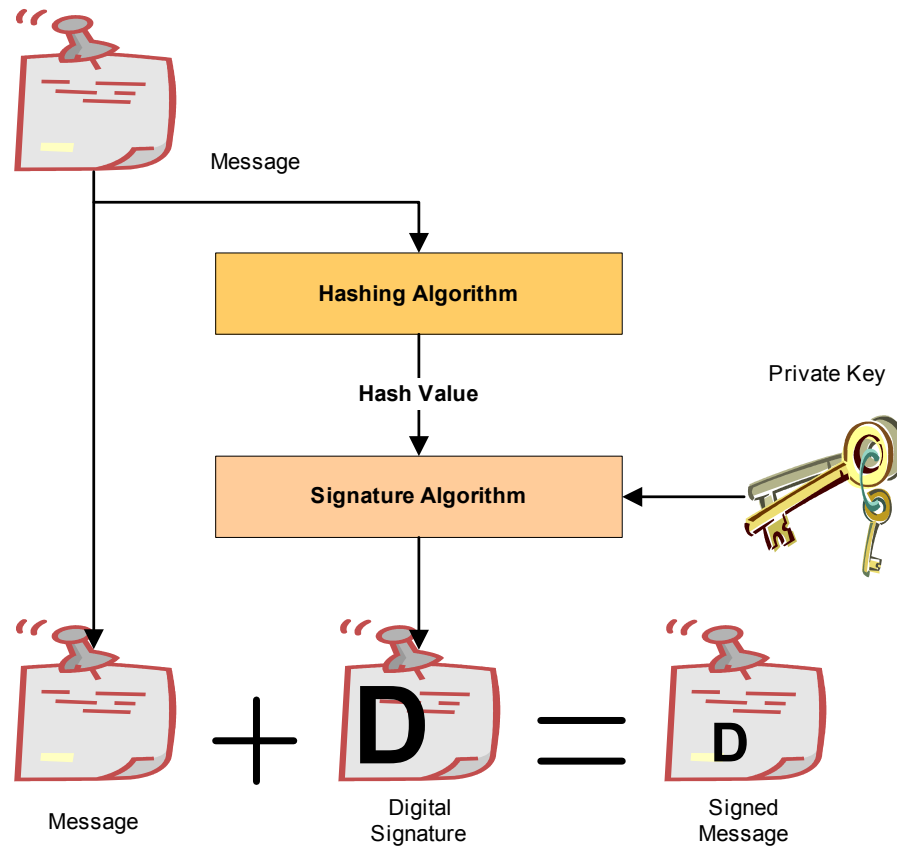 Message
Hashing Algorithm
Hash Value
Private Key
Signature Algorithm
D
D
Message
Digital
Signature
Signed
Message